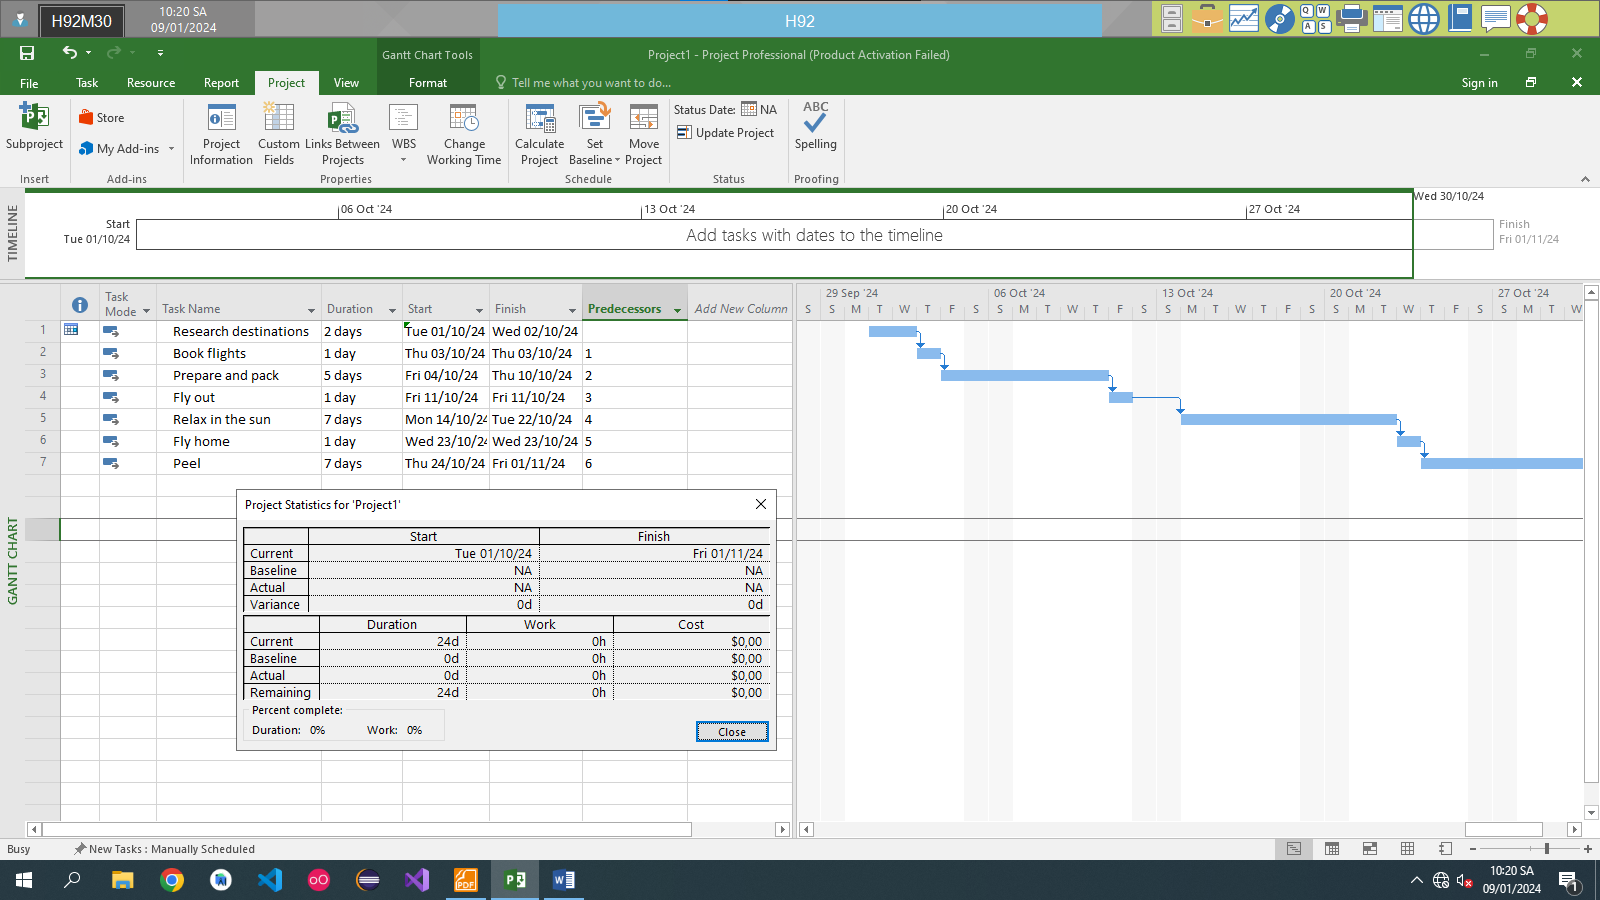 H92M30
10:20 SA
09/01/2024
H92
Q W
A S
Gantt Chart Tools
Project1 - Project Professional (Product Activation Failed)
File Task Resource Report Project View Format Tell me what you want to do... Sign in
Subproject
Insert
Store
My Add-ins
Add-ins
Project
Information
Custom
Fields
Links Between
Projects
WBS
Change
Working Time
Properties
Calculate
Project
Set
Baseline
Move
Project
Schedule
Status Date: NA
Update Project
Status
ABC
Spelling
Proofing
TIMELINE
Wed 30/10/24
06 Oct '24 13 Oct '24 20 Oct '24 27 Oct '24
Start
Tue 01/10/24
Add tasks with dates to the timeline
Finish
Fri 01/11/24
GANTT CHART
Task
Mode Task Name Duration Start Finish Predecessors Add New Column
1 Research destinations 2 days Tue 01/10/24 Wed 02/10/24
2 Book flights 1 day Thu 03/10/24 Thu 03/10/24 1
3 Prepare and pack 5 days Fri 04/10/24 Thu 10/10/24 2
4 Fly out 1 day Fri 11/10/24 Fri 11/10/24 3
5 Relax in the sun 7 days Mon 14/10/24 Tue 22/10/24 4
6 Fly home 1 day Wed 23/10/24 Wed 23/10/24 5
7 Peel 7 days Thu 24/10/24 Fri 01/11/24 6
29 Sep '24 06 Oct '24 13 Oct '24 20 Oct '24 27 Oct '24
S S M T W T F S S M T W T F S S M T W T F S S M T W T F S S M T W
Project Statistics for 'Project1'
Start Finish
Current Tue 01/10/24 Fri 01/11/24
Baseline NA NA
Actual NA NA
Variance 0d 0d
Duration Work Cost
Current 24d 0h $0,00
Baseline 0d 0h $0,00
Actual 0d 0h $0,00
Remaining 24d 0h $0,00
Percent complete:
Duration: 0% Work: 0%
Close
Busy New Tasks : Manually Scheduled
PDF
10:20 SA
09/01/2024
1